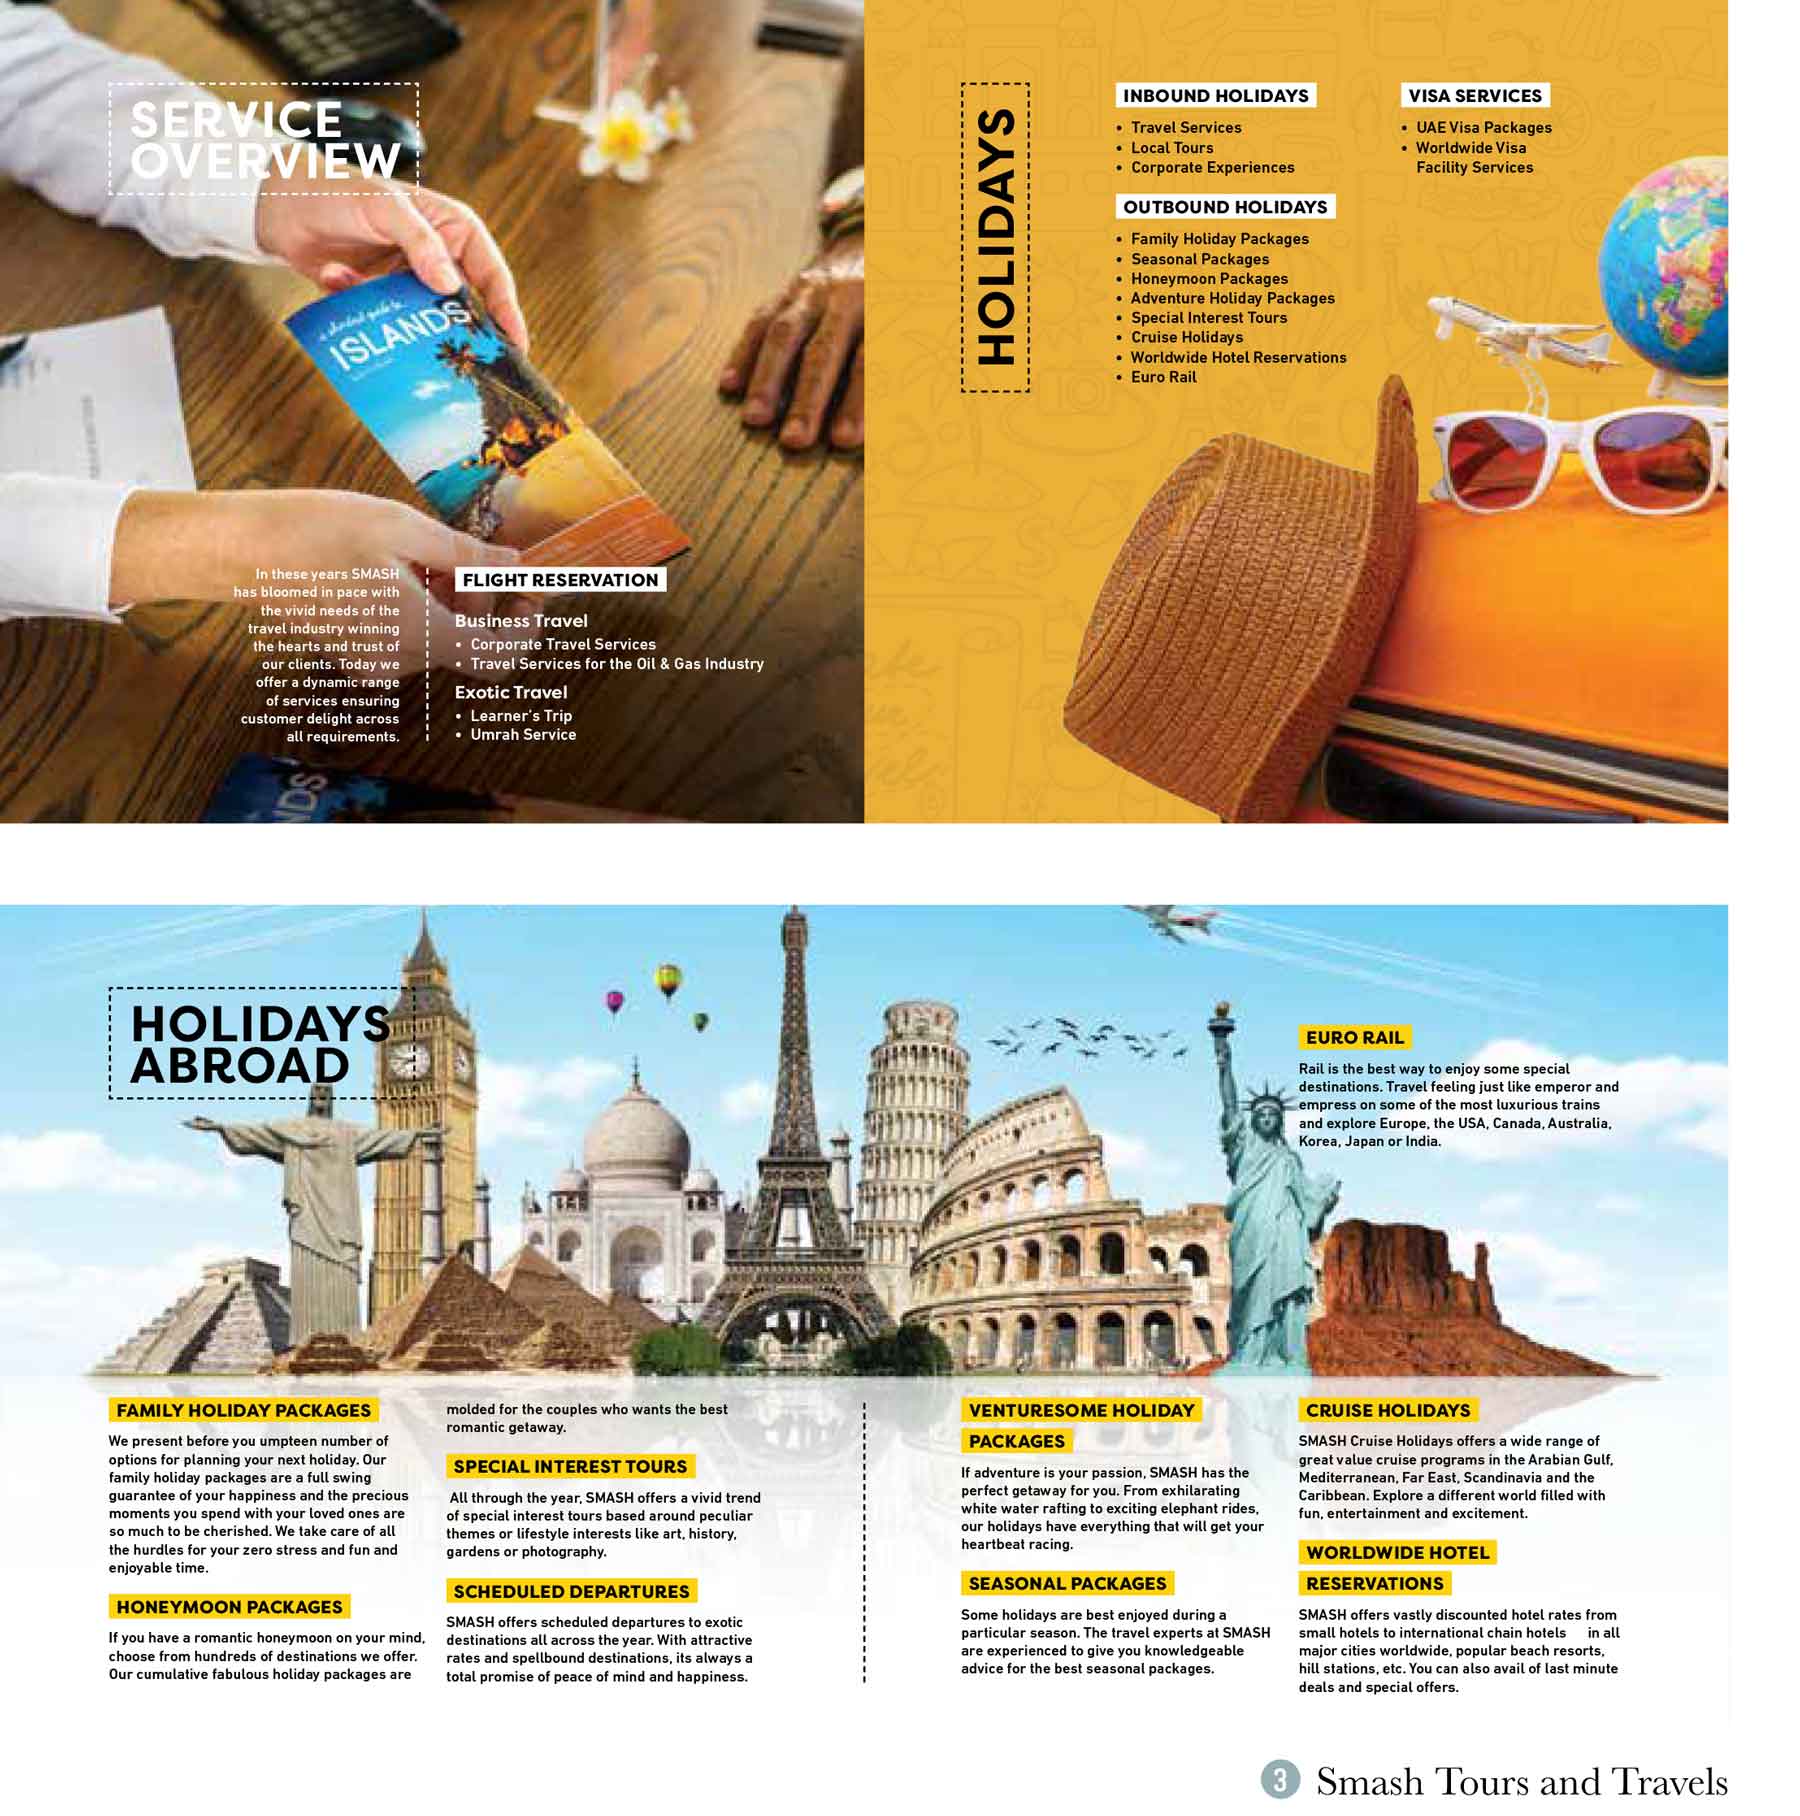 SERVICE
OVERVIEW
ISLANDS
In these years SMASH
has bloomed in pace with
the vivid needs of the
travel industry winning
the hearts and trust of
our clients. Today we
offer a dynamic range
of services ensuring
customer delight across
all requirements.
FLIGHT RESERVATION
Business Travel
• Corporate Travel Services
• Travel Services for the Oil & Gas Industry
Exotic Travel
• Learner's Trip
• Umrah Service
HOLIDAYS
INBOUND HOLIDAYS
• Travel Services
• Local Tours
• Corporate Experiences
OUTBOUND HOLIDAYS
• Family Holiday Packages
• Seasonal Packages
• Honeymoon Packages
• Adventure Holiday Packages
• Special Interest Tours
• Cruise Holidays
• Worldwide Hotel Reservations
• Euro Rail
VISA SERVICES
• UAE Visa Packages
• Worldwide Visa
Facility Services
HOLIDAYS
ABROAD
EURO RAIL
Rail is the best way to enjoy some special
destinations. Travel feeling just like emperor and
empress on some of the most luxurious trains
and explore Europe, the USA, Canada, Australia,
Korea, Japan or India.
FAMILY HOLIDAY PACKAGES
We present before you umpteen number of
options for planning your next holiday. Our
family holiday packages are a full swing
guarantee of your happiness and the precious
moments you spend with your loved ones are
so much to be cherished. We take care of all
the hurdles for your zero stress and fun and
enjoyable time.
HONEYMOON PACKAGES
If you have a romantic honeymoon on your mind,
choose from hundreds of destinations we offer.
Our cumulative fabulous holiday packages are
molded for the couples who wants the best
romantic getaway.
SPECIAL INTEREST TOURS
All through the year, SMASH offers a vivid trend
of special interest tours based around peculiar
themes or lifestyle interests like art, history,
gardens or photography.
SCHEDULED DEPARTURES
SMASH offers scheduled departures to exotic
destinations all across the year. With attractive
rates and spellbound destinations, its always a
total promise of peace of mind and happiness.
VENTURESOME HOLIDAY
PACKAGES
If adventure is your passion, SMASH has the
perfect getaway for you. From exhilarating
white water rafting to exciting elephant rides,
our holidays have everything that will get your
heartbeat racing.
SEASONAL PACKAGES
Some holidays are best enjoyed during a
particular season. The travel experts at SMASH
are experienced to give you knowledgeable
advice for the best seasonal packages.
CRUISE HOLIDAYS
SMASH Cruise Holidays offers a wide range of
great value cruise programs in the Arabian Gulf,
Mediterranean, Far East, Scandinavia and the
Caribbean. Explore a different world filled with
fun, entertainment and excitement.
WORLDWIDE HOTEL
RESERVATIONS
SMASH offers vastly discounted hotel rates from
small hotels to international chain hotels in all
major cities worldwide, popular beach resorts,
hill stations, etc. You can also avail of last minute
deals and special offers.
3 Smash Tours and Travels